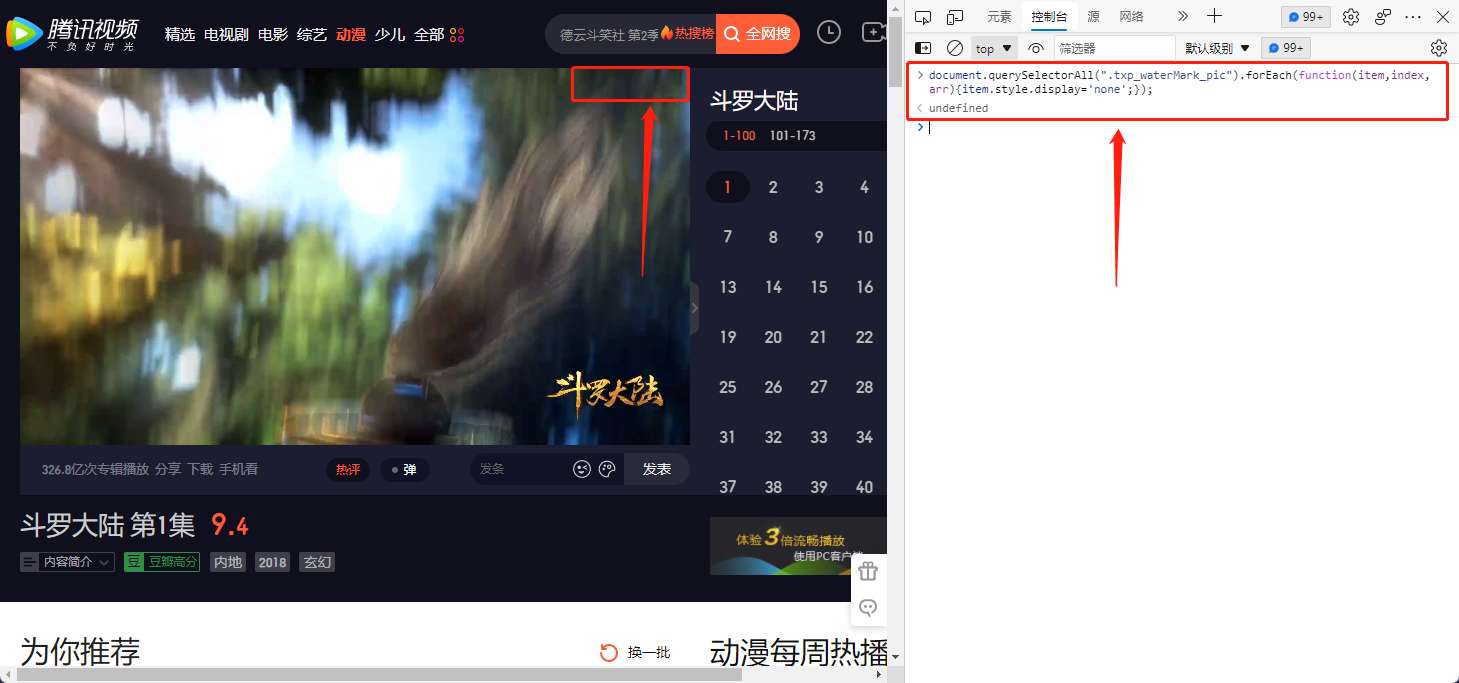 腾讯视频
不负好时光
精选 电视剧 电影 综艺 动漫 少儿 全部
德云斗笑社 第2季 热搜榜 全网搜
斗罗大陆
1-100 101-173
1 2 3 4
7 8 9 10
13 14 15 16
19 20 21 22
25 26 27 28
31 32 33 34
37 38 39 40
斗罗大陆
326.8亿次专辑播放 分享 下载 手机看 热评 弹 发条 发表
斗罗大陆 第1集 9.4
内容简介 豆 豆瓣高分 内地 2018 玄幻
体验3倍流畅播放
使用PC客户端
为你推荐 换一批 动漫每周热播
元素 控制台 源 网络 99+
top 筛选器 默认级别 99+
document.querySelectorAll(".txp_waterMark_pic").forEach(function(item,index,
arr){item.style.display='none';});
undefined